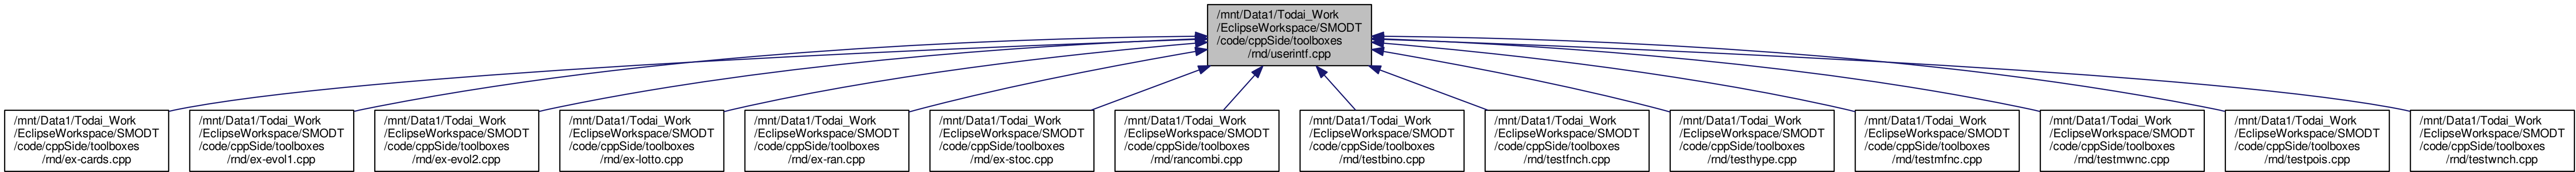 /mnt/Data1/Todai_Work
/EclipseWorkspace/SMODT
/code/cppSide/toolboxes
/rnd/userintf.cpp
/mnt/Data1/Todai_Work
/EclipseWorkspace/SMODT
/code/cppSide/toolboxes
/rnd/ex-cards.cpp
/mnt/Data1/Todai_Work
/EclipseWorkspace/SMODT
/code/cppSide/toolboxes
/rnd/ex-evol1.cpp
/mnt/Data1/Todai_Work
/EclipseWorkspace/SMODT
/code/cppSide/toolboxes
/rnd/ex-evol2.cpp
/mnt/Data1/Todai_Work
/EclipseWorkspace/SMODT
/code/cppSide/toolboxes
/rnd/ex-lotto.cpp
/mnt/Data1/Todai_Work
/EclipseWorkspace/SMODT
/code/cppSide/toolboxes
/rnd/ex-ran.cpp
/mnt/Data1/Todai_Work
/EclipseWorkspace/SMODT
/code/cppSide/toolboxes
/rnd/ex-stoc.cpp
/mnt/Data1/Todai_Work
/EclipseWorkspace/SMODT
/code/cppSide/toolboxes
/rnd/rancombi.cpp
/mnt/Data1/Todai_Work
/EclipseWorkspace/SMODT
/code/cppSide/toolboxes
/rnd/testbino.cpp
/mnt/Data1/Todai_Work
/EclipseWorkspace/SMODT
/code/cppSide/toolboxes
/rnd/testfnch.cpp
/mnt/Data1/Todai_Work
/EclipseWorkspace/SMODT
/code/cppSide/toolboxes
/rnd/testhype.cpp
/mnt/Data1/Todai_Work
/EclipseWorkspace/SMODT
/code/cppSide/toolboxes
/rnd/testmfnc.cpp
/mnt/Data1/Todai_Work
/EclipseWorkspace/SMODT
/code/cppSide/toolboxes
/rnd/testmwnc.cpp
/mnt/Data1/Todai_Work
/EclipseWorkspace/SMODT
/code/cppSide/toolboxes
/rnd/testpois.cpp
/mnt/Data1/Todai_Work
/EclipseWorkspace/SMODT
/code/cppSide/toolboxes
/rnd/testwnch.cpp